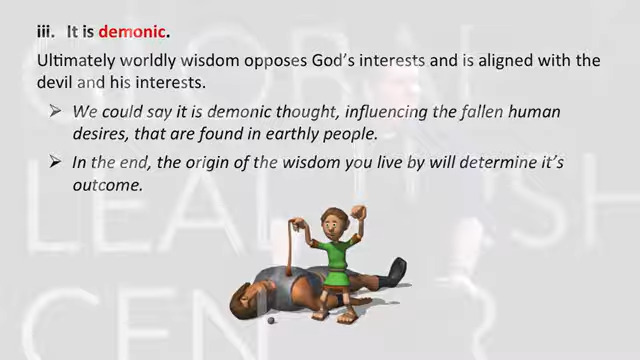 iii. It is demonic.
Ultimately worldly wisdom opposes God's interests and is aligned with the
devil and his interests.
➢ We could say it is demonic thought, influencing the fallen human
desires, that are found in earthly people.
➢ In the end, the origin of the wisdom you live by will determine it's
outcome.
GLOBAL